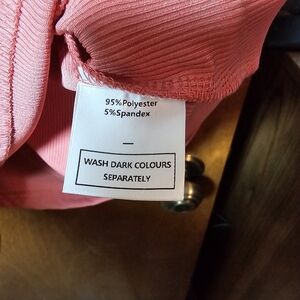 95%Polyester
5%Spandex
—
WASH DARK COLOURS
SEPARATELY